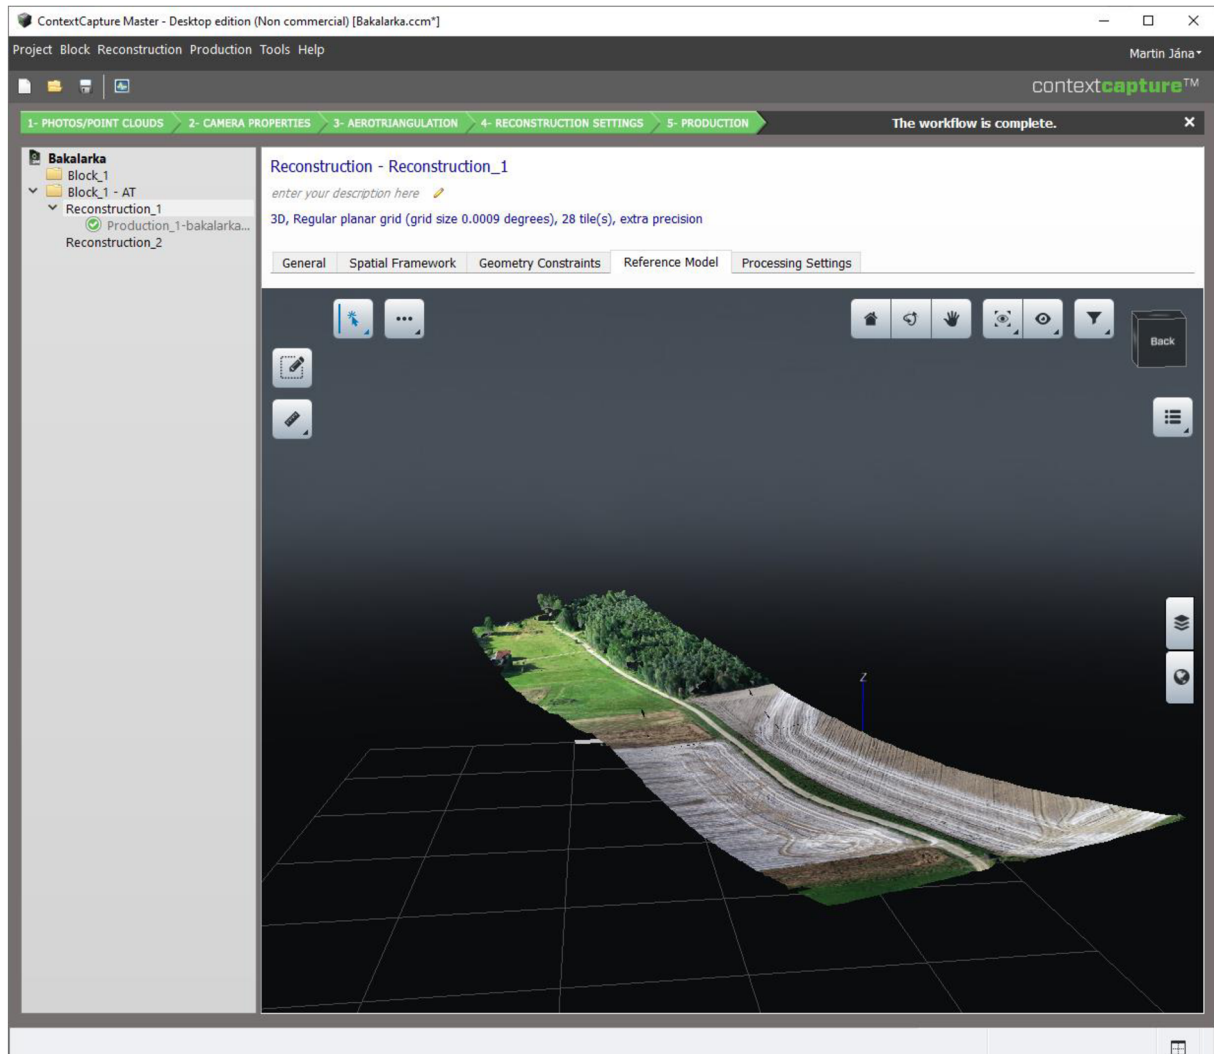 ContextCapture Master - Desktop edition (Non commercial) [Bakalarka.ccm*]
Project Block Reconstruction Production Tools Help
Martin Jána
contextcapture™
1- PHOTOS/POINT CLOUDS 2- CAMERA PROPERTIES 3- AEROTRIANGULATION 4- RECONSTRUCTION SETTINGS 5- PRODUCTION The workflow is complete.
Bakalarka
Block_1
Block_1 - AT
Reconstruction_1
Production_1-bakalarka...
Reconstruction_2
Reconstruction - Reconstruction_1
enter your description here
3D, Regular planar grid (grid size 0.0009 degrees), 28 tile(s), extra precision
General Spatial Framework Geometry Constraints Reference Model Processing Settings
Back
Z